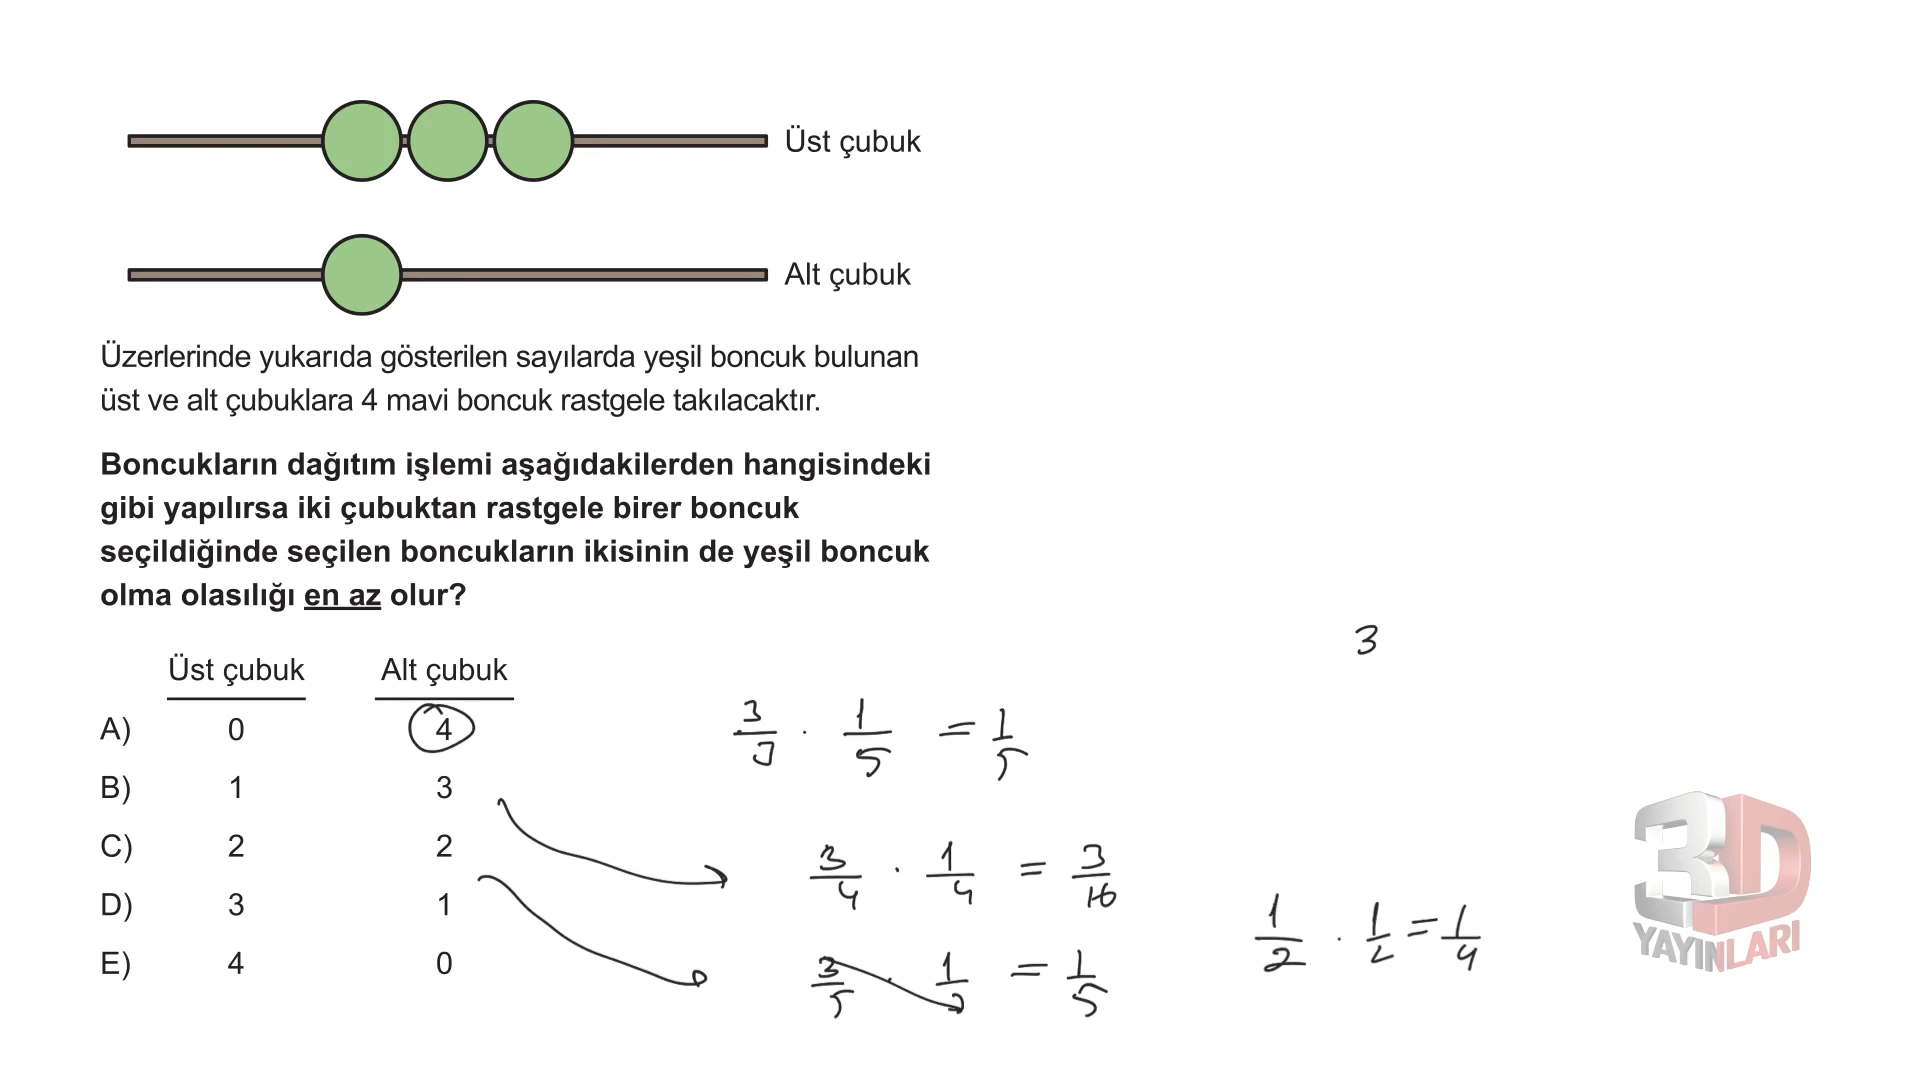 Üst çubuk
Alt çubuk
Üzerlerinde yukarıda gösterilen sayılarda yeşil boncuk bulunan
üst ve alt çubuklara 4 mavi boncuk rastgele takılacaktır.
Boncukların dağıtım işlemi aşağıdakilerden hangisindeki
gibi yapılırsa iki çubuktan rastgele birer boncuk
seçildiğinde seçilen boncukların ikisinin de yeşil boncuk
olma olasılığı en az olur?
Üst çubuk Alt çubuk
A) 0 4
B) 1 3
C) 2 2
D) 3 1
E) 4 0
3
3/3 · 1/5 = 1/5
3/4 · 1/4 = 3/16
3/5 · 1/3 = 1/5
1/2 · 1/2 = 1/4
3D
YAYINLARI